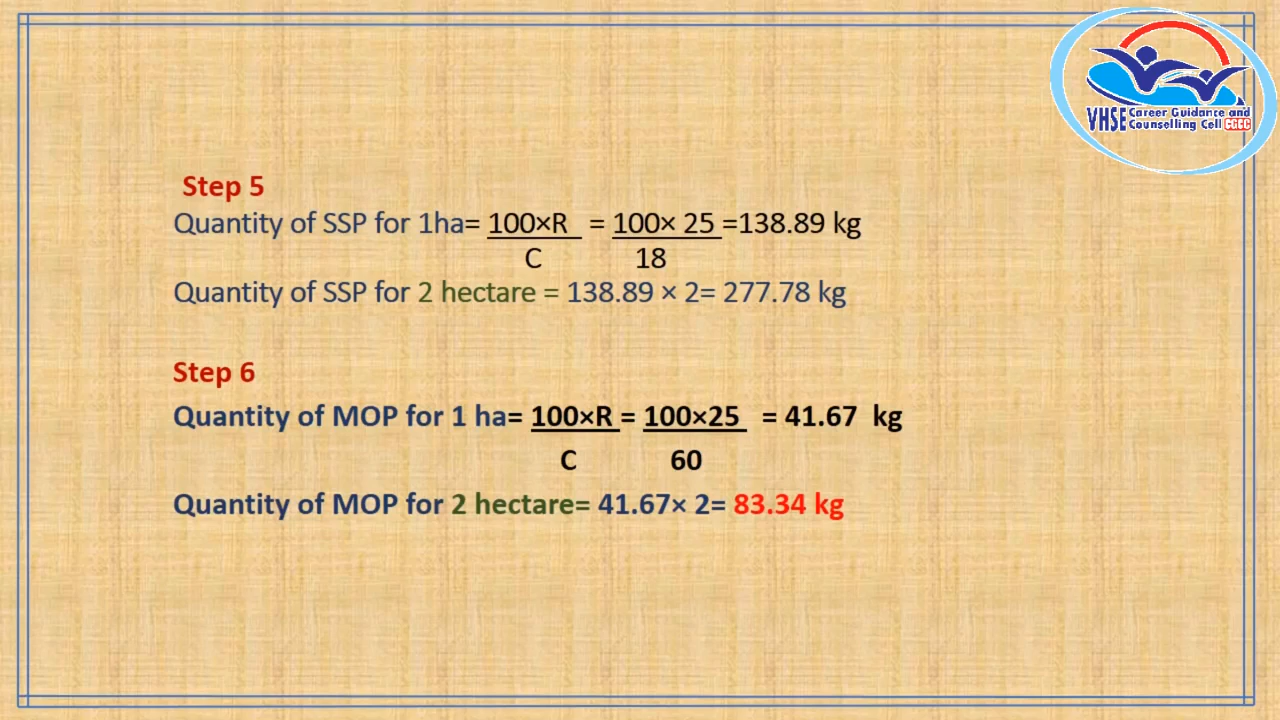 VHSE Career Guidance and
Counselling Cell CGCC
Step 5
Quantity of SSP for 1ha= 100×R = 100× 25 =138.89 kg
C 18
Quantity of SSP for 2 hectare = 138.89 × 2= 277.78 kg
Step 6
Quantity of MOP for 1 ha= 100×R = 100×25 = 41.67 kg
C 60
Quantity of MOP for 2 hectare= 41.67× 2= 83.34 kg